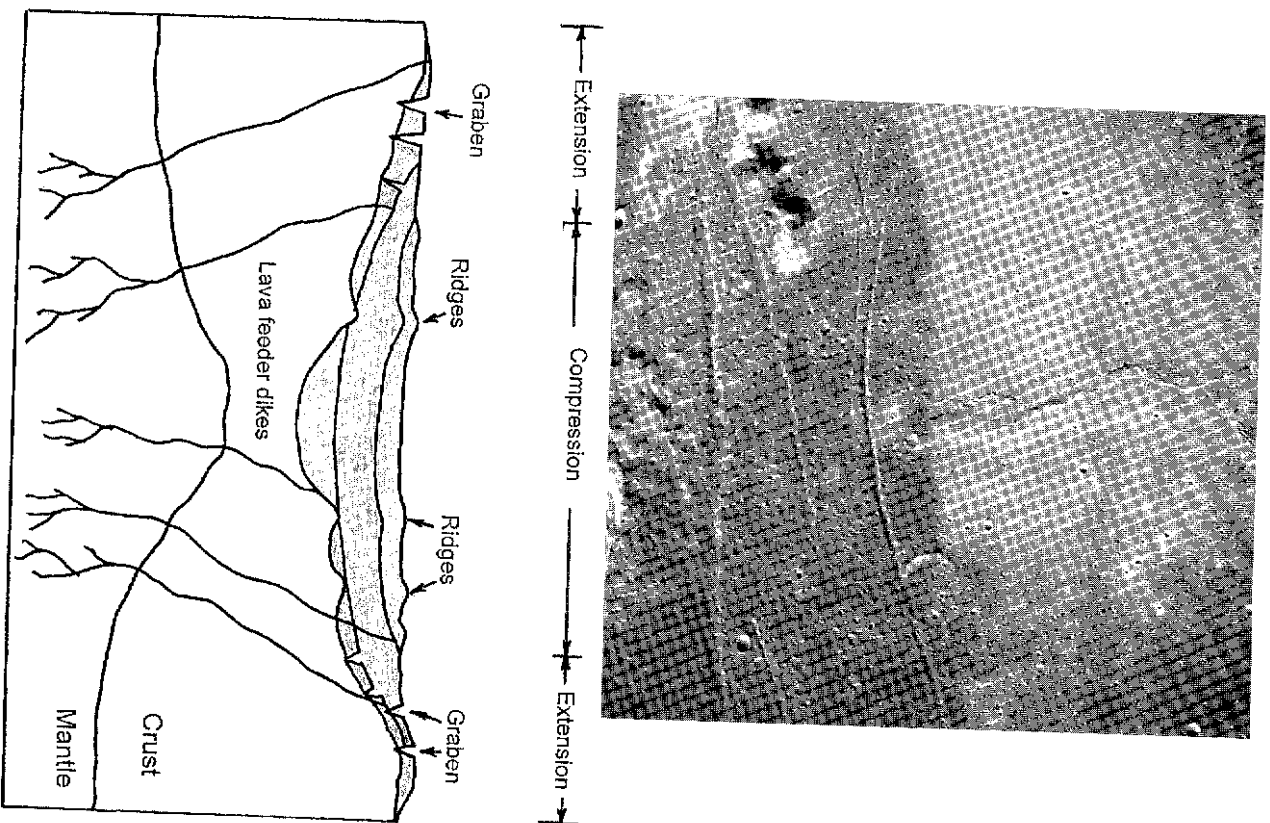 Extension
Compression
Extension
Graben
Ridges
Ridges
Graben
Lava feeder dikes
Crust
Mantle